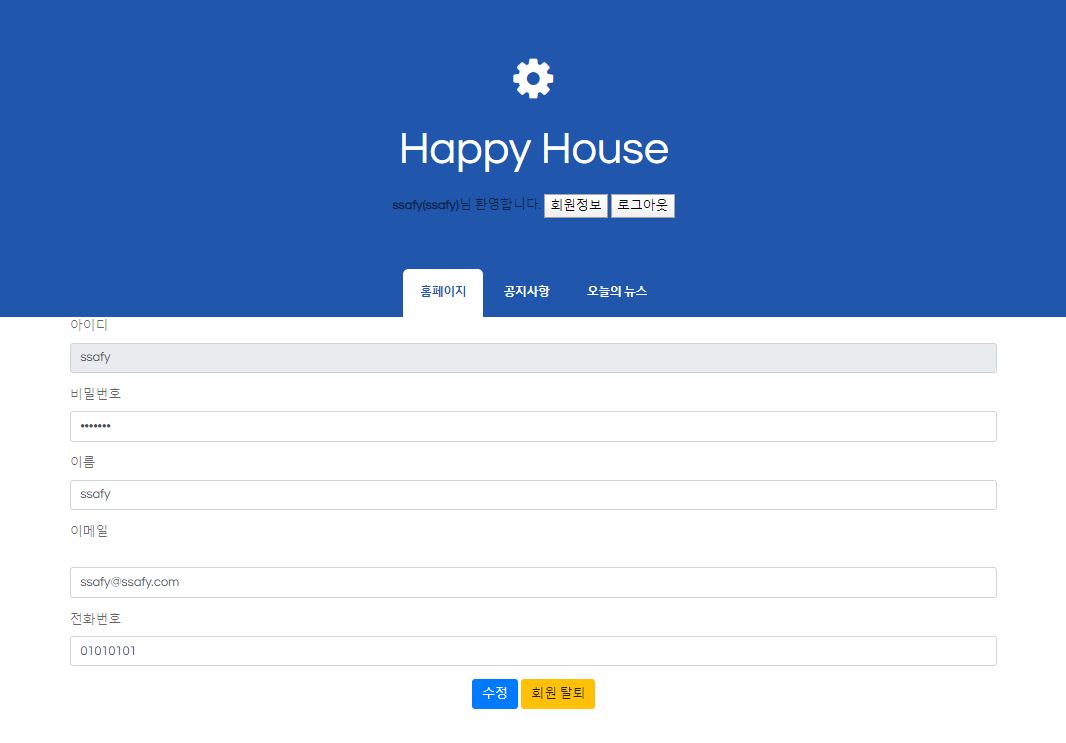 Happy House
ssafy(ssafy)님 환영합니다. 회원정보 로그아웃
홈페이지 공지사항 오늘의 뉴스
아이디
ssafy
비밀번호
•••••••
이름
ssafy
이메일
ssafy@ssafy.com
전화번호
01010101
수정 회원 탈퇴